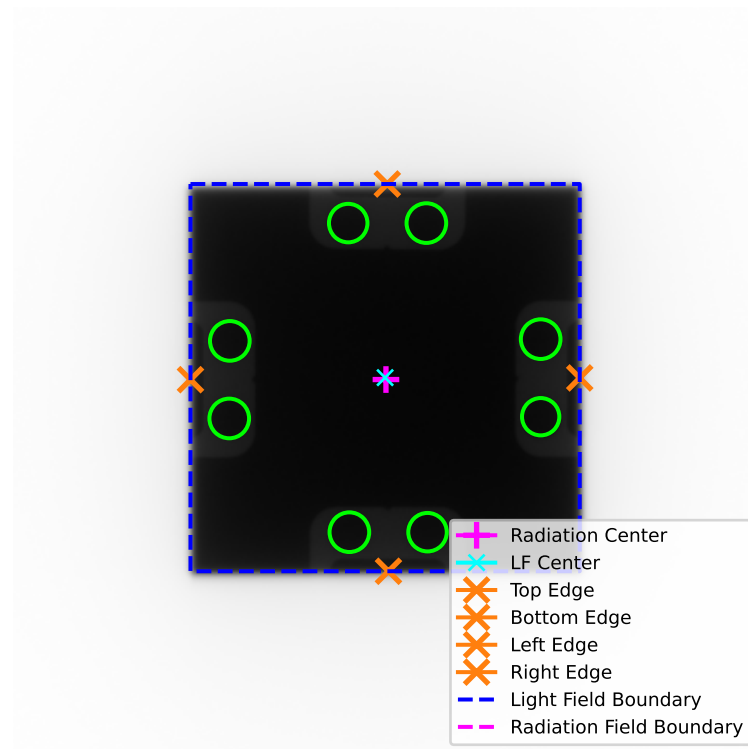 Radiation Center
LF Center
Top Edge
Bottom Edge
Left Edge
Right Edge
Light Field Boundary
Radiation Field Boundary